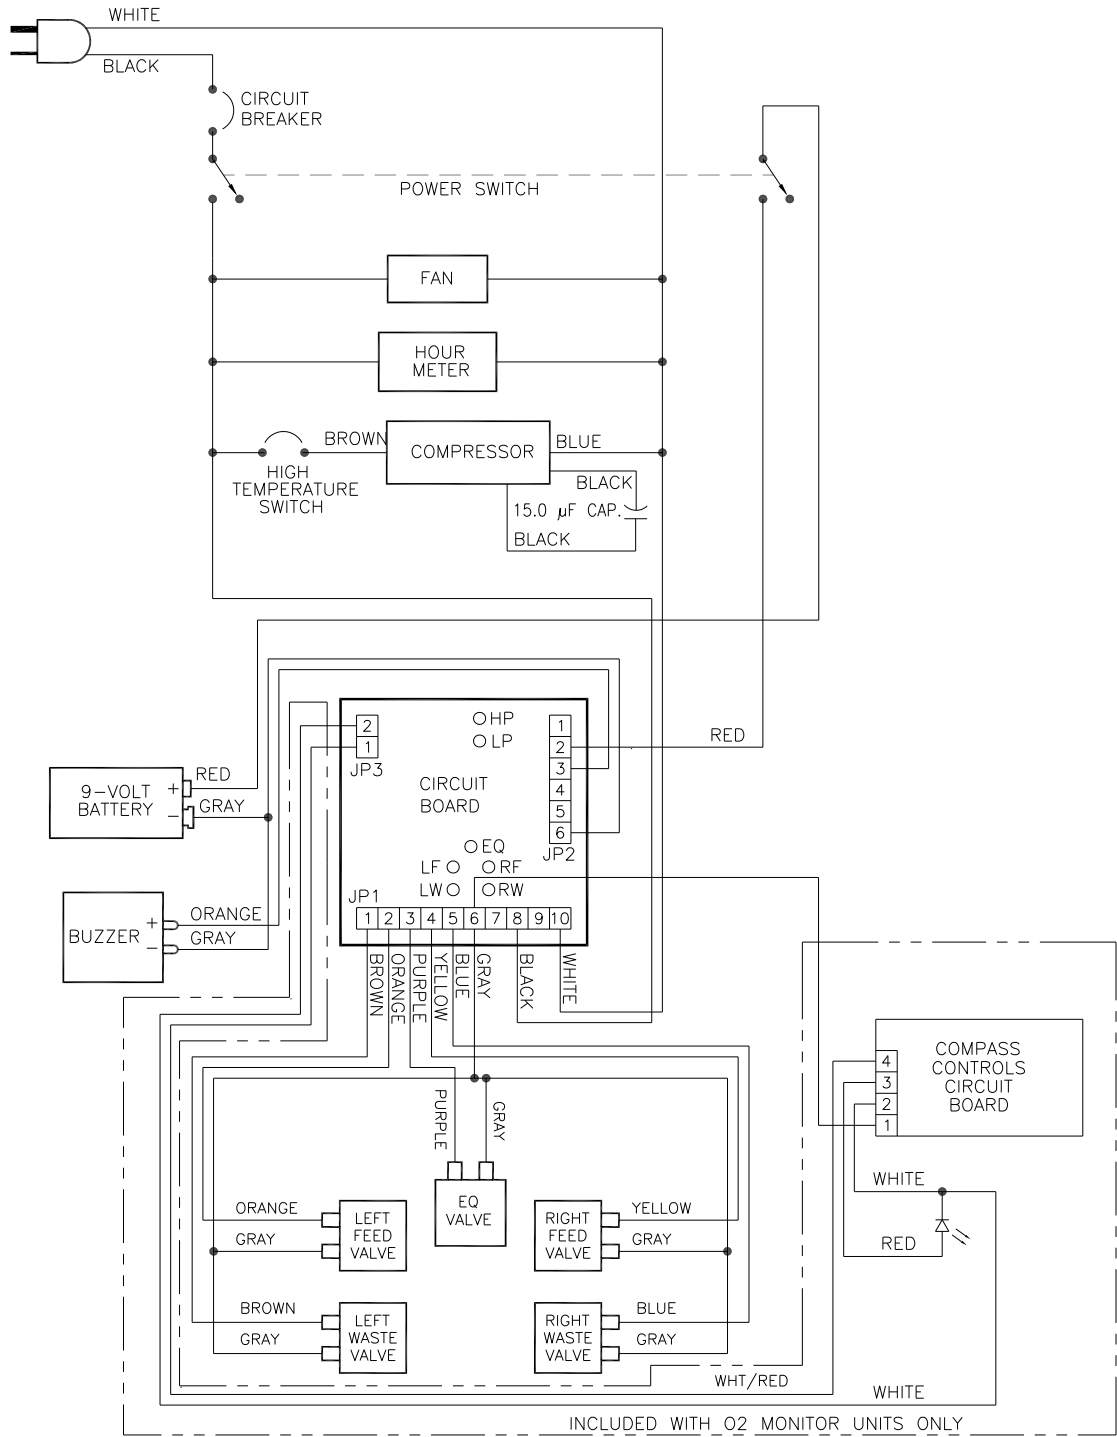 WHITE
BLACK
CIRCUIT
BREAKER
POWER SWITCH
FAN
HOUR
METER
BROWN
COMPRESSOR
BLUE
HIGH
TEMPERATURE
SWITCH
BLACK
15.0 µF CAP.
BLACK
2
1
JP3
HP
LP
1
2
3
4
5
6
JP2
RED
CIRCUIT
BOARD
9-VOLT
BATTERY
+
RED
-
GRAY
EQ
LF
RF
LW
RW
JP1
1 2 3 4 5 6 7 8 9 10
BUZZER
+
ORANGE
-
GRAY
BROWN
ORANGE
PURPLE
YELLOW
BLUE
GRAY
BLACK
WHITE
COMPASS
CONTROLS
CIRCUIT
BOARD
4
3
2
1
PURPLE
GRAY
WHITE
RED
EQ
VALVE
ORANGE
GRAY
LEFT
FEED
VALVE
RIGHT
FEED
VALVE
YELLOW
GRAY
BROWN
GRAY
LEFT
WASTE
VALVE
RIGHT
WASTE
VALVE
BLUE
GRAY
WHT/RED
WHITE
INCLUDED WITH O2 MONITOR UNITS ONLY